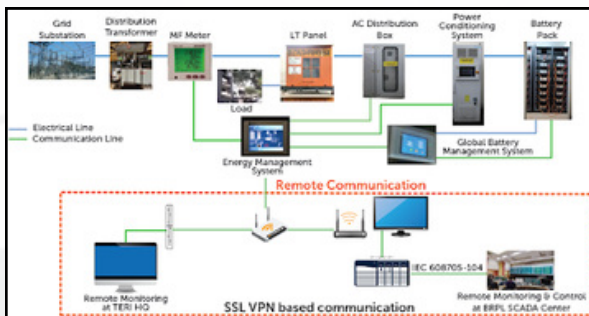 Grid
Substation
Distribution
Transformer
MF Meter
LT Panel
AC Distribution
Box
Power
Conditioning
System
Battery
Pack
Load
Electrical Line
Communication Line
Energy Management
System
Global Battery
Management System
Remote Communication
IEC 608705-104
Remote Monitoring
at TERI HQ
SSL VPN based communication
Remote Monitoring & Control
at BRPL SCADA Center